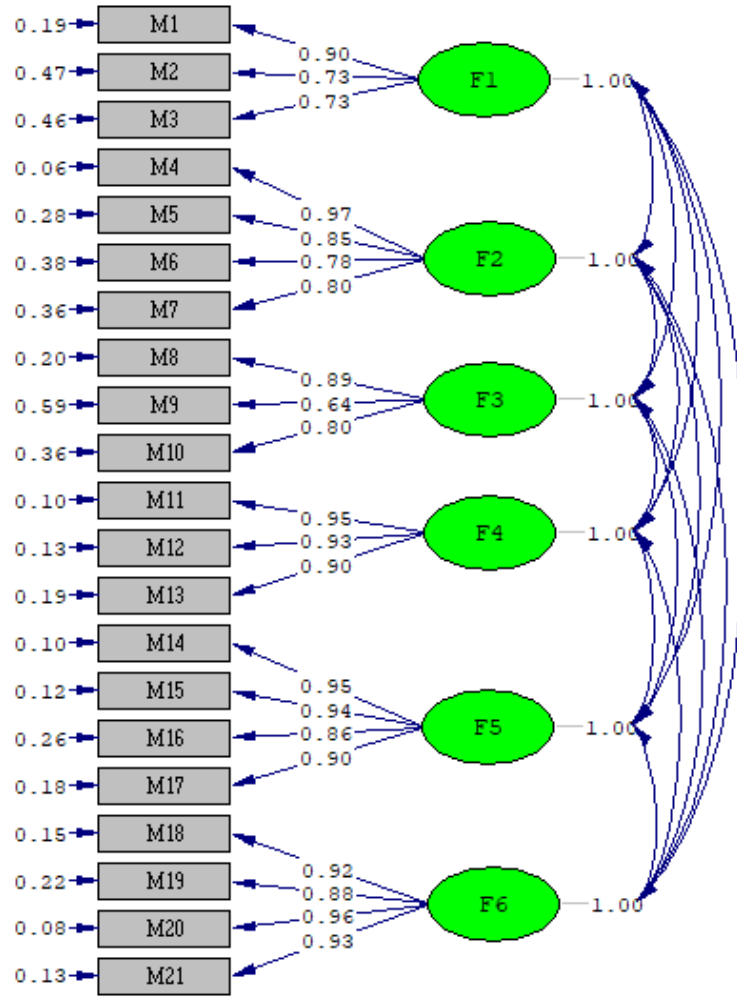 0.19 M1
0.90
0.47 M2
0.73
F1 1.00
0.46 M3
0.73
0.06 M4
0.97
0.28 M5
0.85
0.38 M6
0.78
F2 1.00
0.36 M7
0.80
0.20 M8
0.89
0.59 M9
0.64
F3 1.00
0.36 M10
0.80
0.10 M11
0.95
0.13 M12
0.93
F4 1.00
0.19 M13
0.90
0.10 M14
0.95
0.12 M15
0.94
0.26 M16
0.86
F5 1.00
0.18 M17
0.90
0.15 M18
0.92
0.22 M19
0.88
F6 1.00
0.08 M20
0.96
0.13 M21
0.93